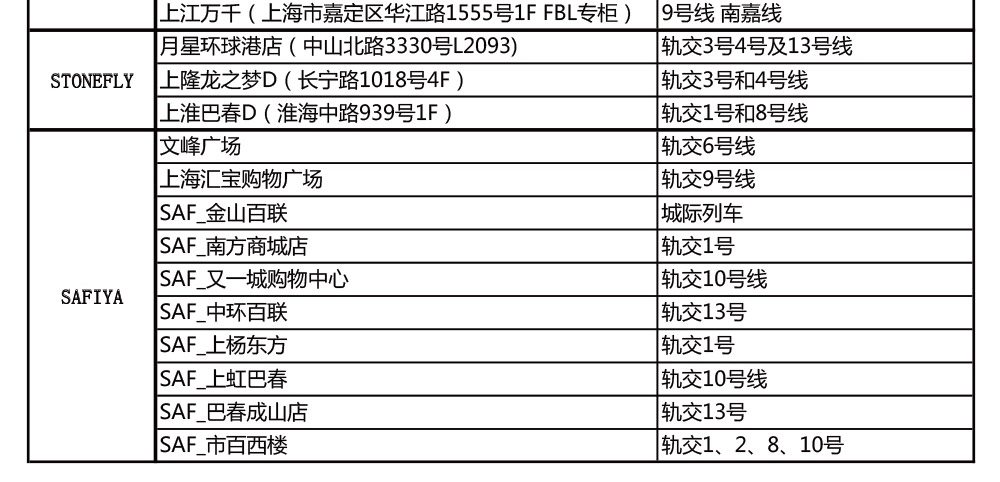 上江万千（上海市嘉定区华江路1555号1F FBL专柜） 9号线 南嘉线
STONEFLY
月星环球港店（中山北路3330号L2093) 轨交3号4号及13号线
上隆龙之梦D（长宁路1018号4F） 轨交3号和4号线
上淮巴春D（淮海中路939号1F） 轨交1号和8号线
SAFIYA
文峰广场 轨交6号线
上海汇宝购物广场 轨交9号线
SAF_金山百联 城际列车
SAF_南方商城店 轨交1号
SAF_又一城购物中心 轨交10号线
SAF_中环百联 轨交13号
SAF_上杨东方 轨交1号
SAF_上虹巴春 轨交10号线
SAF_巴春成山店 轨交13号
SAF_市百西楼 轨交1、2、8、10号